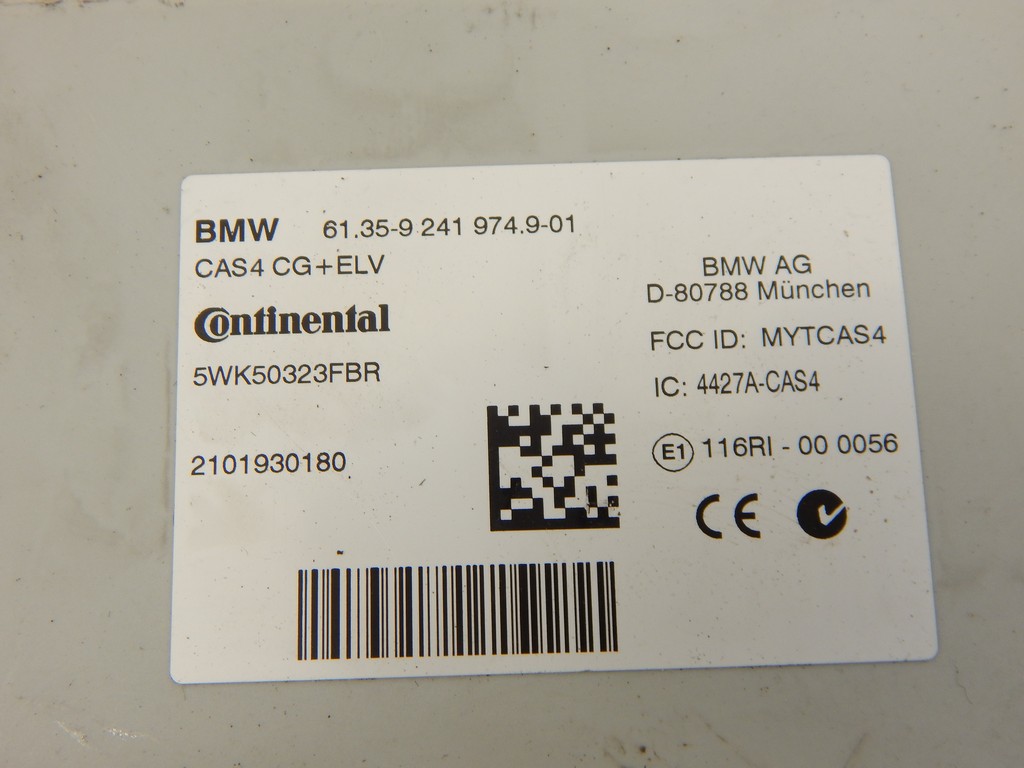 BMW 61.35-9 241 974.9-01
CAS4 CG+ELV
Continental
5WK50323FBR
2101930180
BMW AG
D-80788 München
FCC ID: MYTCAS4
IC: 4427A-CAS4
E1 116RI - 00 0056
CE